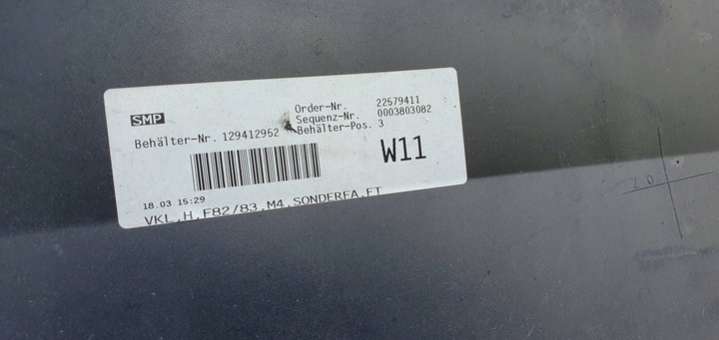 SMP
Order-Nr. 22579411
Sequenz-Nr. 0003803082
Behälter-Nr. 129412952 Behälter-Pos. 3
W11
18.03 15:29
VKL.H.F82/83.M4.SONDERFA.FT